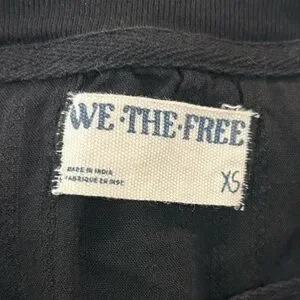 WE·THE·FREE
MADE IN INDIA
FABRIQUE EN INDE
XS